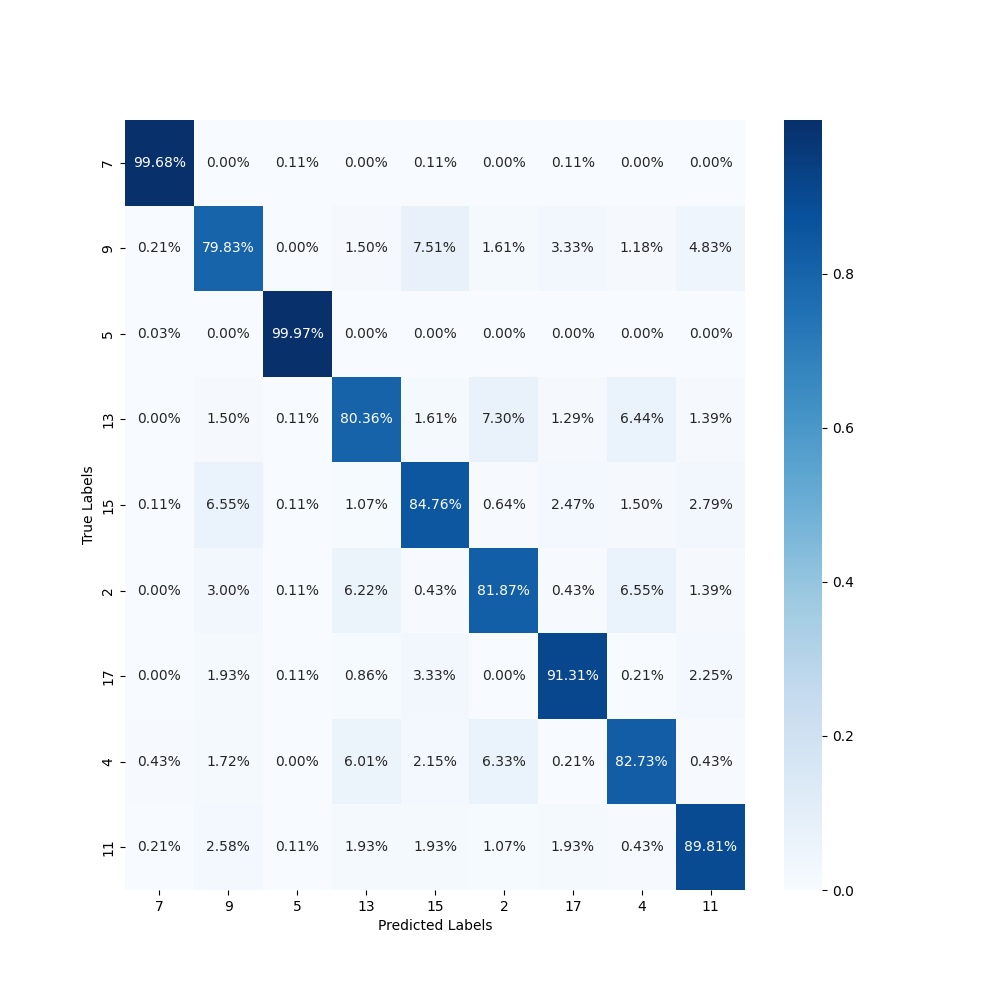 7 99.68% 0.00% 0.11% 0.00% 0.11% 0.00% 0.11% 0.00% 0.00%
9 0.21% 79.83% 0.00% 1.50% 7.51% 1.61% 3.33% 1.18% 4.83%
0.8
5 0.03% 0.00% 99.97% 0.00% 0.00% 0.00% 0.00% 0.00% 0.00%
13 0.00% 1.50% 0.11% 80.36% 1.61% 7.30% 1.29% 6.44% 1.39%
0.6
True Labels
15 0.11% 6.55% 0.11% 1.07% 84.76% 0.64% 2.47% 1.50% 2.79%
0.4
2 0.00% 3.00% 0.11% 6.22% 0.43% 81.87% 0.43% 6.55% 1.39%
17 0.00% 1.93% 0.11% 0.86% 3.33% 0.00% 91.31% 0.21% 2.25%
0.2
4 0.43% 1.72% 0.00% 6.01% 2.15% 6.33% 0.21% 82.73% 0.43%
11 0.21% 2.58% 0.11% 1.93% 1.93% 1.07% 1.93% 0.43% 89.81%
0.0
7 9 5 13 15 2 17 4 11
Predicted Labels